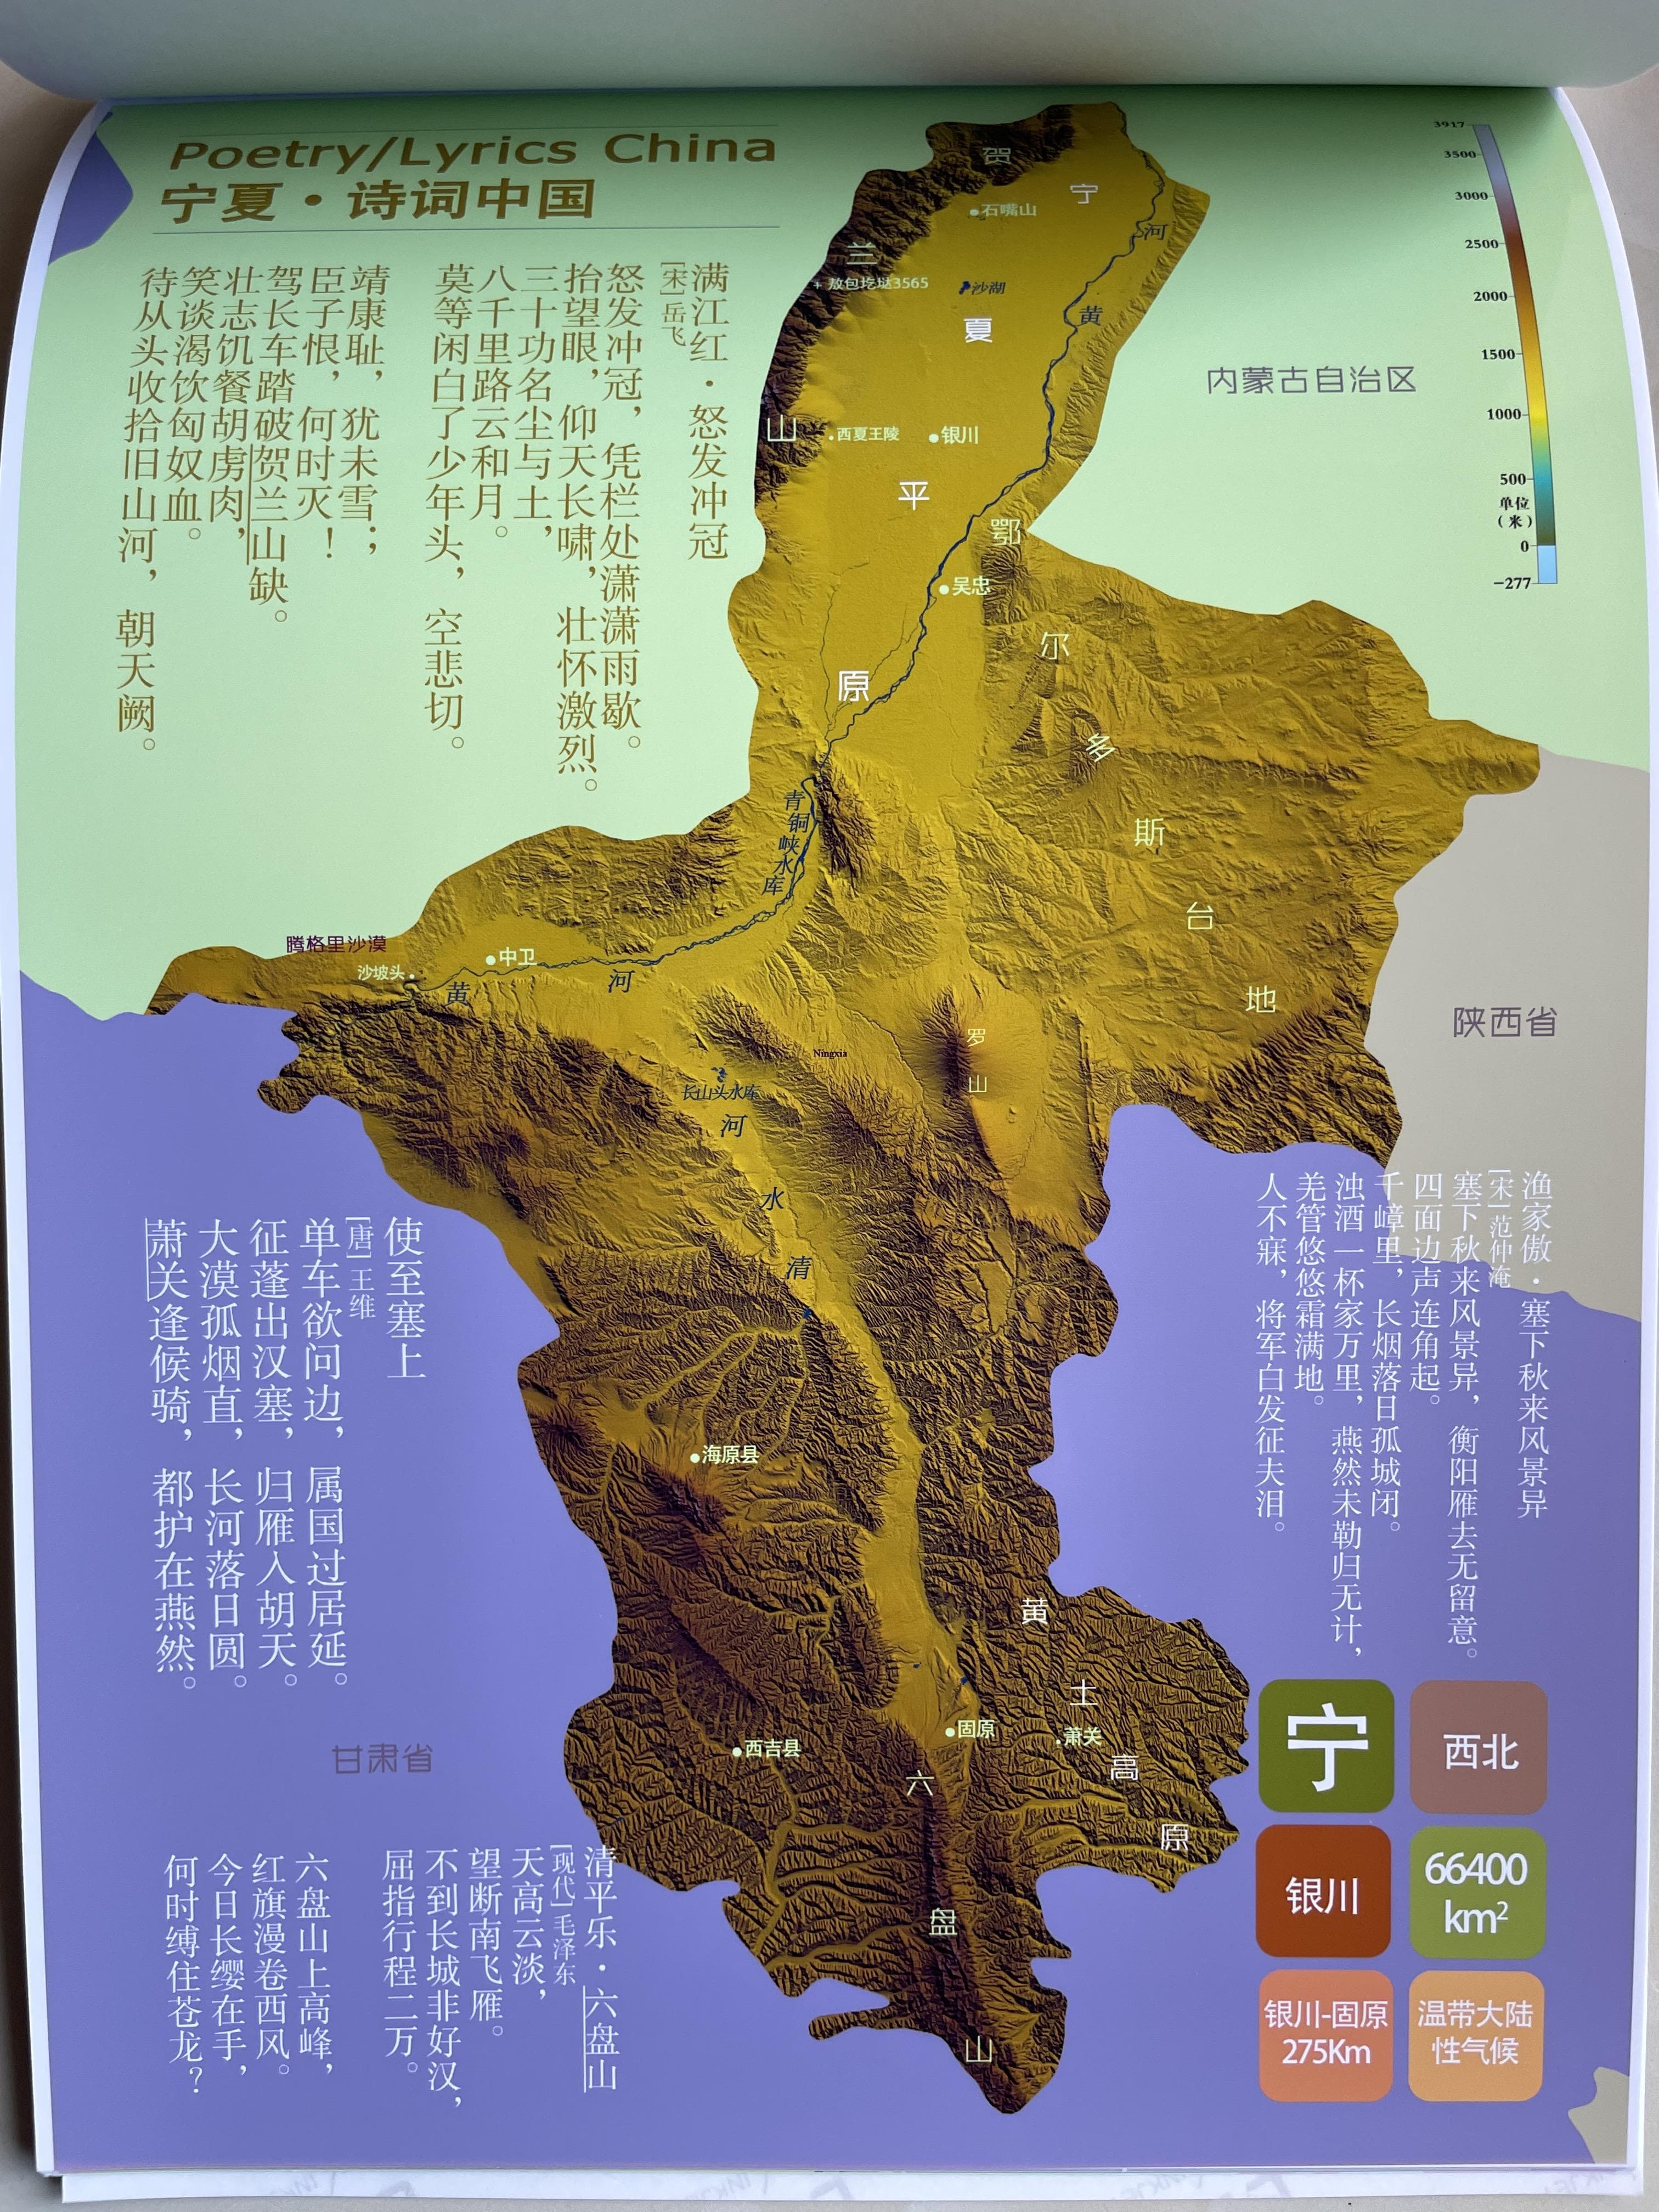 Poetry/Lyrics China
宁夏·诗词中国
满江红·怒发冲冠
[宋]岳飞
怒发冲冠，凭栏处潇潇雨歇。
抬望眼，仰天长啸，壮怀激烈。
三十功名尘与土，
八千里路云和月。
莫等闲白了少年头，空悲切。
靖康耻，犹未雪；
臣子恨，何时灭！
驾长车踏破贺兰山缺。
壮志饥餐胡虏肉，
笑谈渴饮匈奴血。
待从头收拾旧山河，朝天阙。
3917
3500
3000
2500
2000
1500
1000
500
单位
（米）
0
-277
贺兰山
宁夏平原
石嘴山
黄河
+ 敖包圪垯3565
沙湖
西夏王陵
银川
内蒙古自治区
吴忠
鄂尔多斯台地
青铜峡水库
腾格里沙漠
沙坡头
中卫
黄河
陕西省
罗山
Ningxia
长山头水库
清水河
渔家傲·塞下秋来风景异
[宋]范仲淹
塞下秋来风景异，衡阳雁去无留意。
四面边声连角起。
千嶂里，长烟落日孤城闭。
浊酒一杯家万里，燕然未勒归无计，
羌管悠悠霜满地。
人不寐，将军白发征夫泪。
使至塞上
[唐]王维
单车欲问边，属国过居延。
征蓬出汉塞，归雁入胡天。
大漠孤烟直，长河落日圆。
萧关逢候骑，都护在燕然。
海原县
黄土高原
固原
萧关
西吉县
六盘山
甘肃省
清平乐·六盘山
[现代]毛泽东
天高云淡，
望断南飞雁。
不到长城非好汉，
屈指行程二万。
六盘山上高峰，
红旗漫卷西风。
今日长缨在手，
何时缚住苍龙？
宁
西北
银川
66400
km²
银川-固原
275Km
温带大陆
性气候